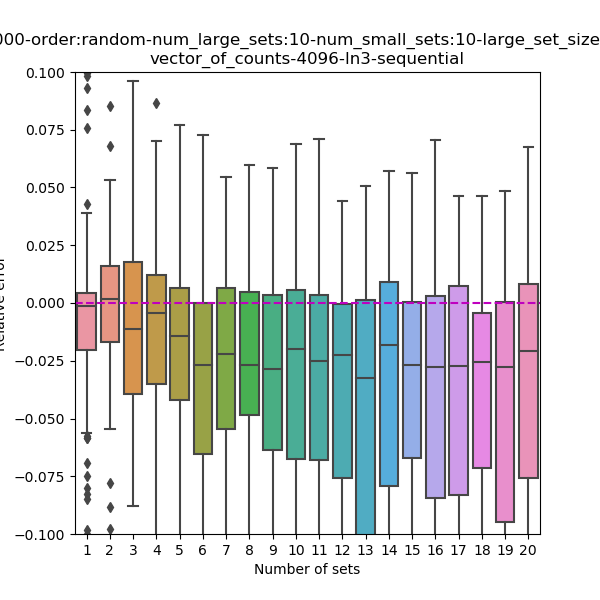 000-order:random-num_large_sets:10-num_small_sets:10-large_set_size
vector_of_counts-4096-ln3-sequential
0.100
0.075
0.050
0.025
0.000
−0.025
−0.050
−0.075
−0.100
Relative error
1 2 3 4 5 6 7 8 9 10 11 12 13 14 15 16 17 18 19 20
Number of sets